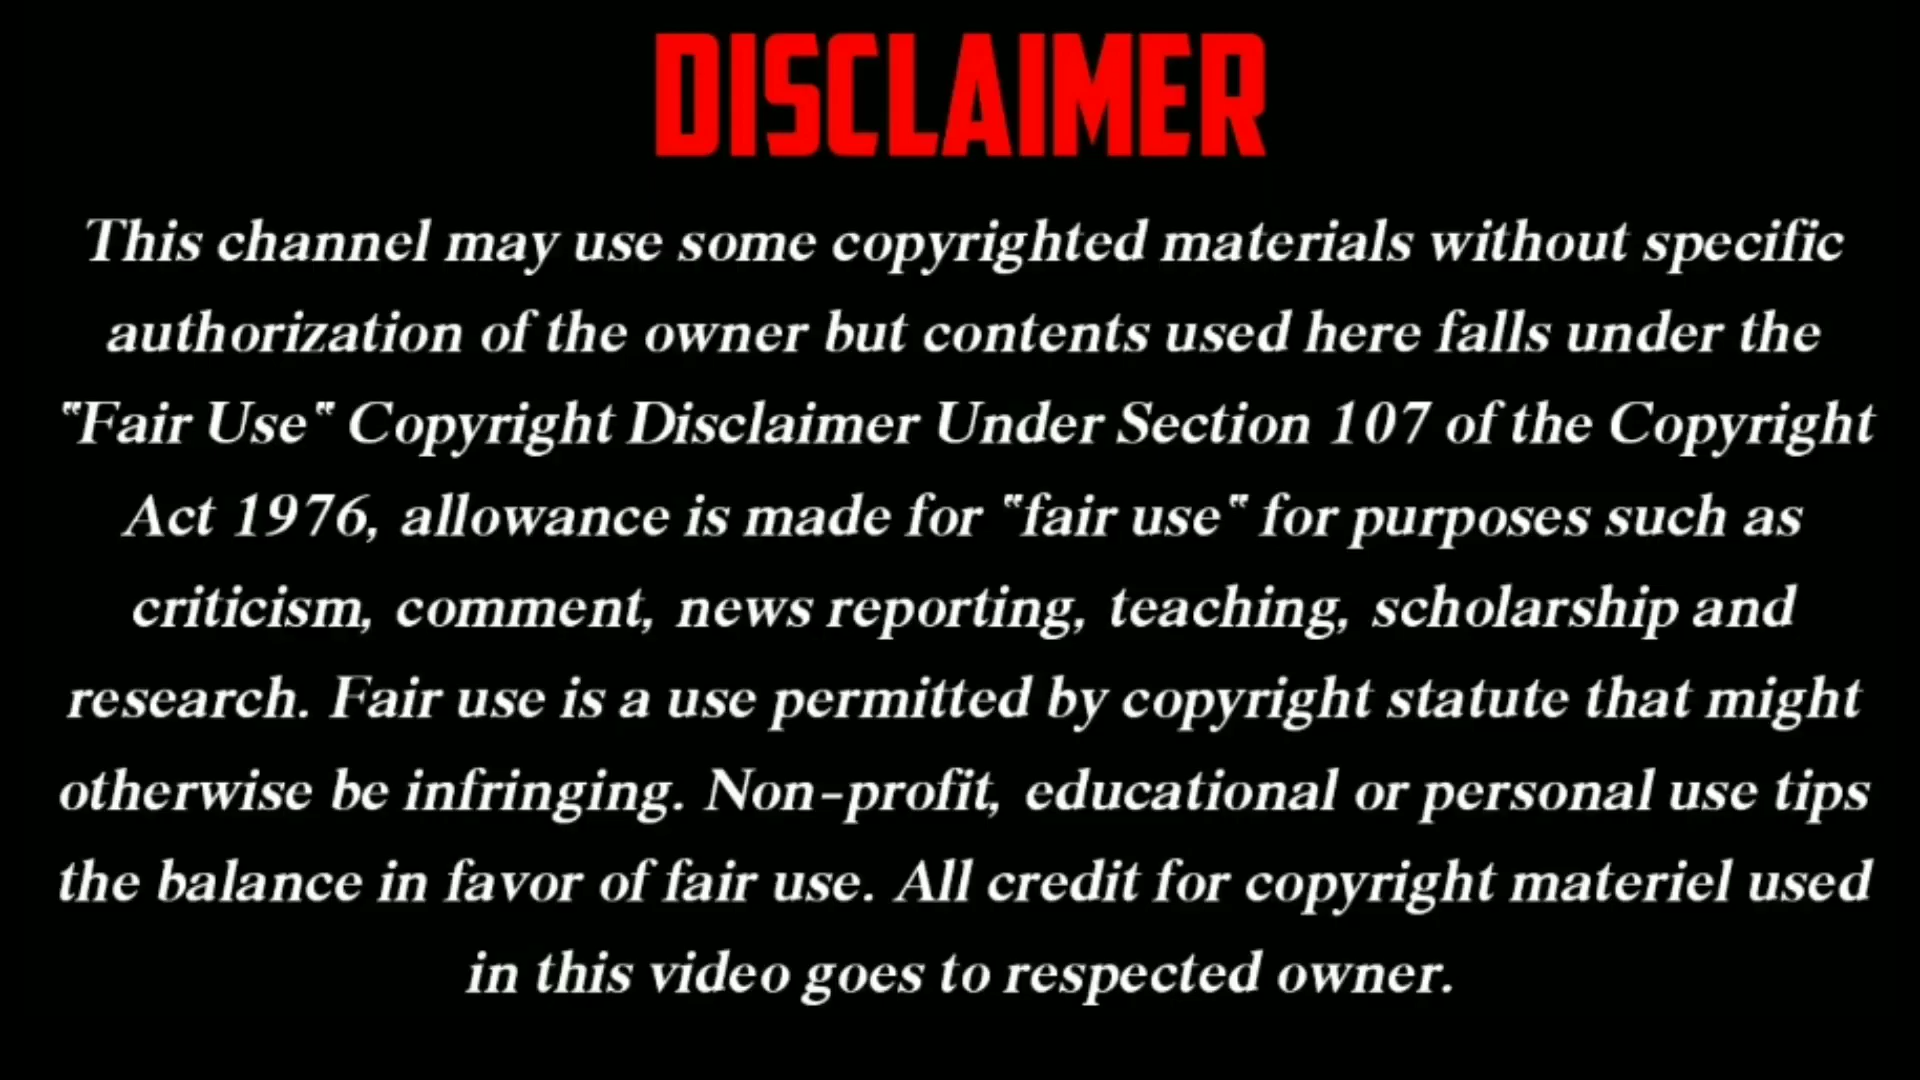 DISCLAIMER
This channel may use some copyrighted materials without specific
authorization of the owner but contents used here falls under the
“Fair Use“ Copyright Disclaimer Under Section 107 of the Copyright
Act 1976, allowance is made for “fair use“ for purposes such as
criticism, comment, news reporting, teaching, scholarship and
research. Fair use is a use permitted by copyright statute that might
otherwise be infringing. Non-profit, educational or personal use tips
the balance in favor of fair use. All credit for copyright materiel used
in this video goes to respected owner.